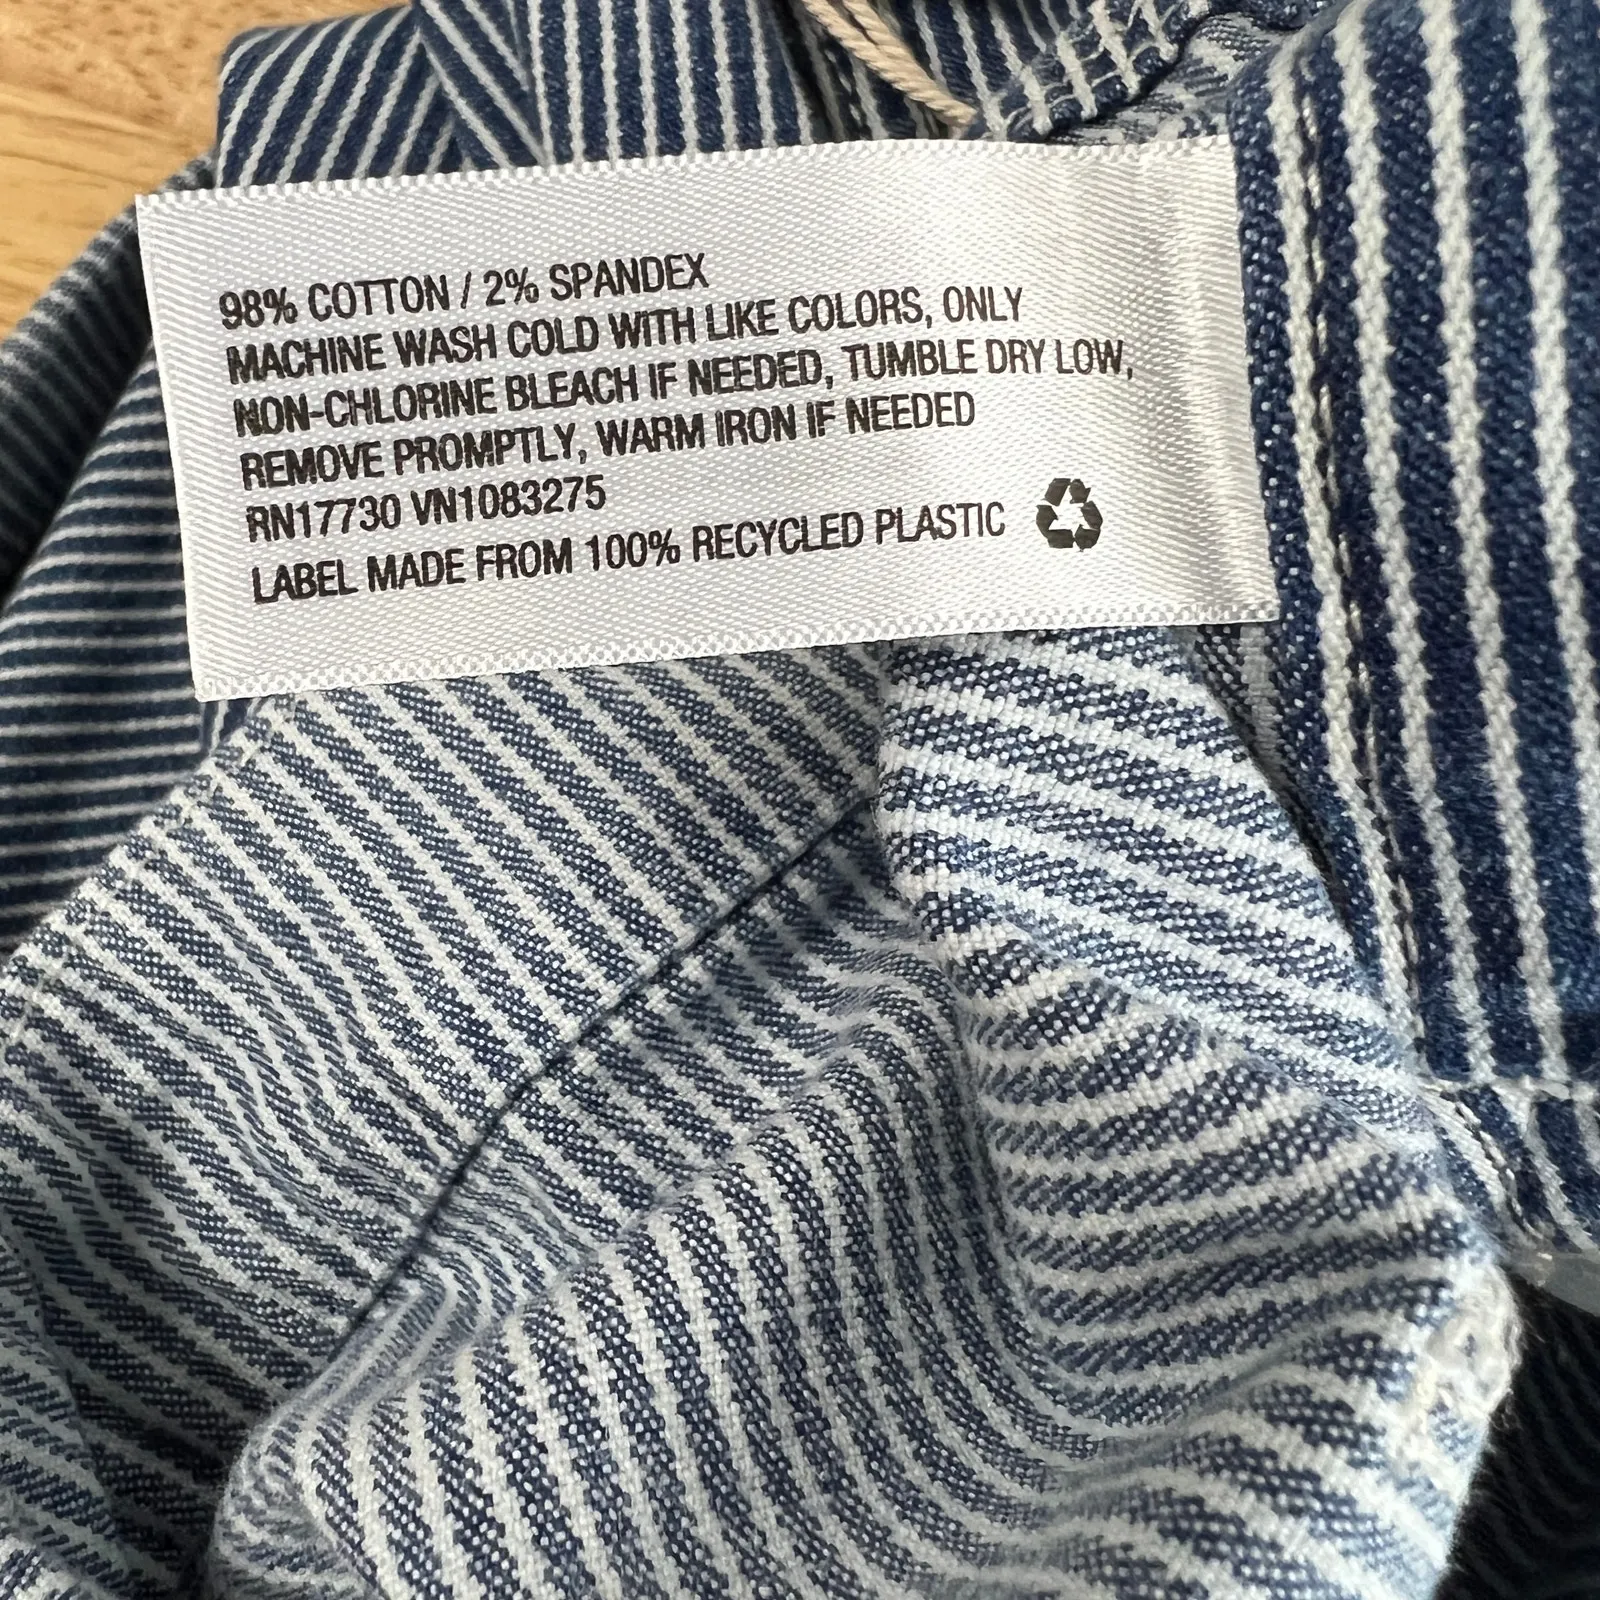 98% COTTON / 2% SPANDEX
MACHINE WASH COLD WITH LIKE COLORS, ONLY
NON-CHLORINE BLEACH IF NEEDED, TUMBLE DRY LOW,
REMOVE PROMPTLY, WARM IRON IF NEEDED
RN17730 VN1083275
LABEL MADE FROM 100% RECYCLED PLASTIC